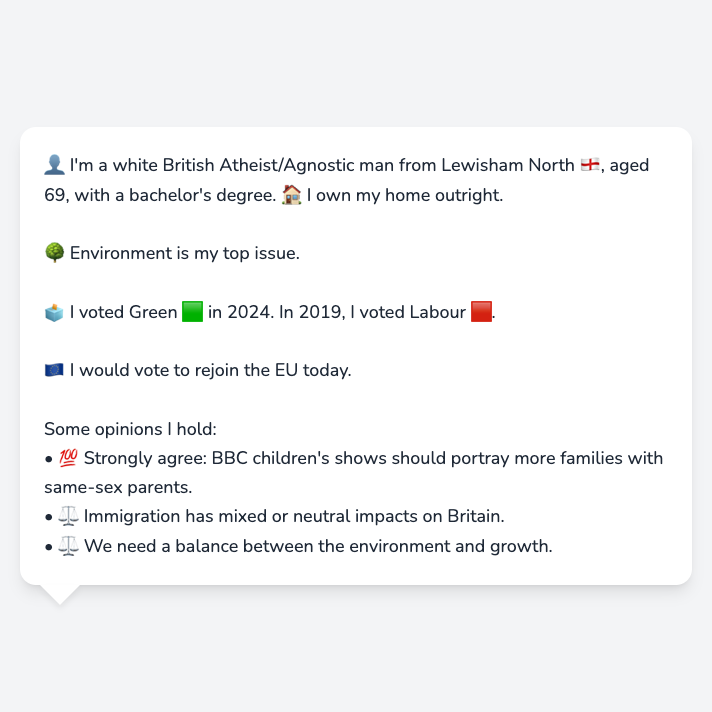 👤 I'm a white British Atheist/Agnostic man from Lewisham North 🏴󠁧󠁢󠁥󠁮󠁧󠁿, aged
69, with a bachelor's degree. 🏠 I own my home outright.
🌳 Environment is my top issue.
🗳️ I voted Green 🟩 in 2024. In 2019, I voted Labour 🟥.
🇪🇺 I would vote to rejoin the EU today.
Some opinions I hold:
• 💯 Strongly agree: BBC children's shows should portray more families with
same-sex parents.
• ⚖️ Immigration has mixed or neutral impacts on Britain.
• ⚖️ We need a balance between the environment and growth.